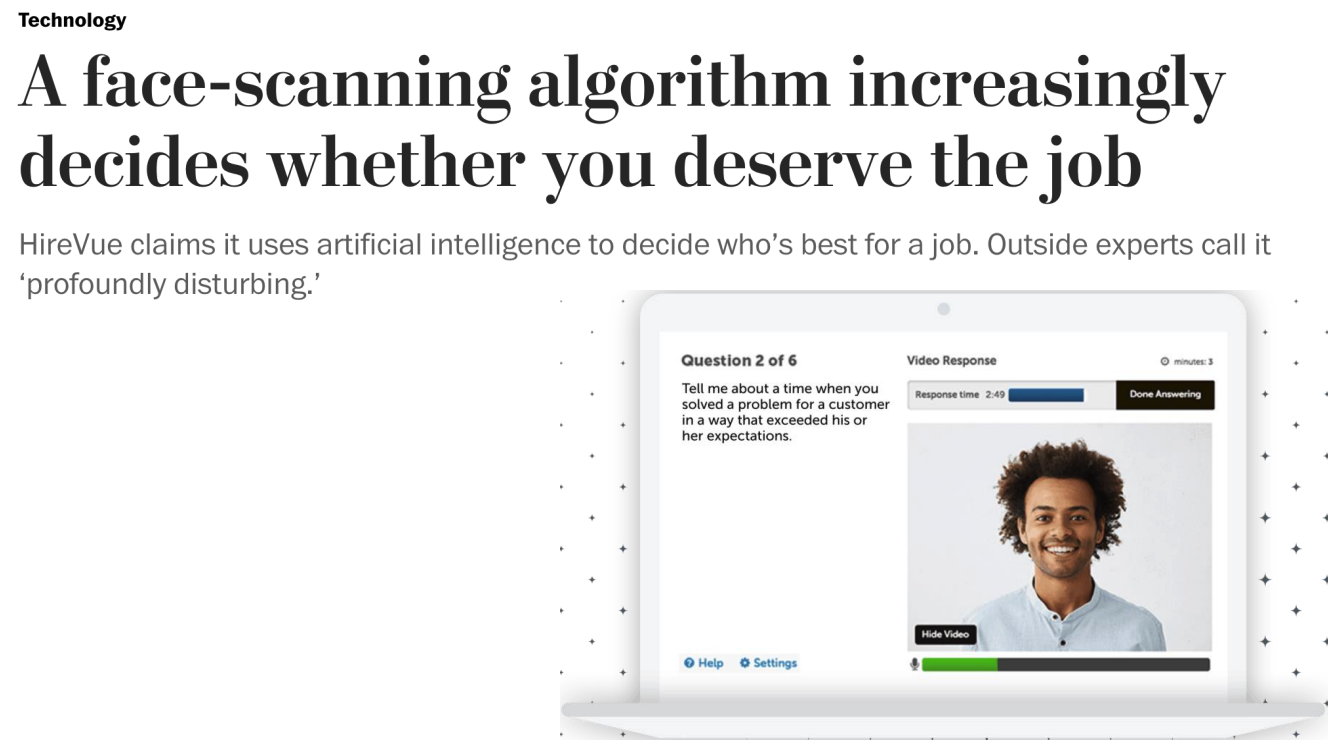 Technology
A face-scanning algorithm increasingly
decides whether you deserve the job
HireVue claims it uses artificial intelligence to decide who’s best for a job. Outside experts call it
‘profoundly disturbing.’
Question 2 of 6
Tell me about a time when you
solved a problem for a customer
in a way that exceeded his or
her expectations.
Video Response
minutes: 3
Response time 2:49
Done Answering
Hide Video
Help
Settings